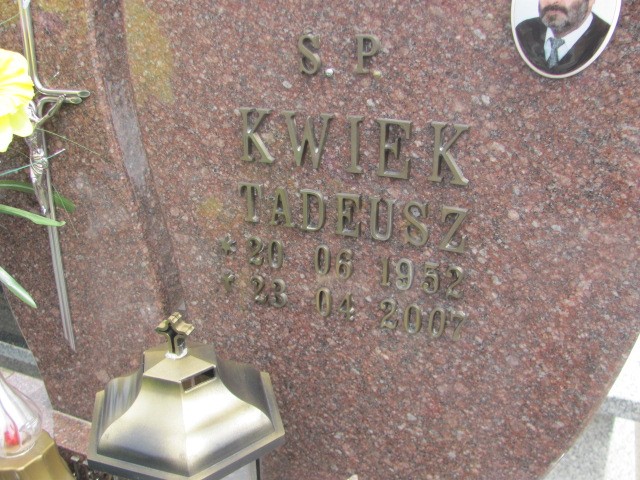 Ś. P.
KWIEK
TADEUSZ
* 20 06 1952
† 23 04 2007